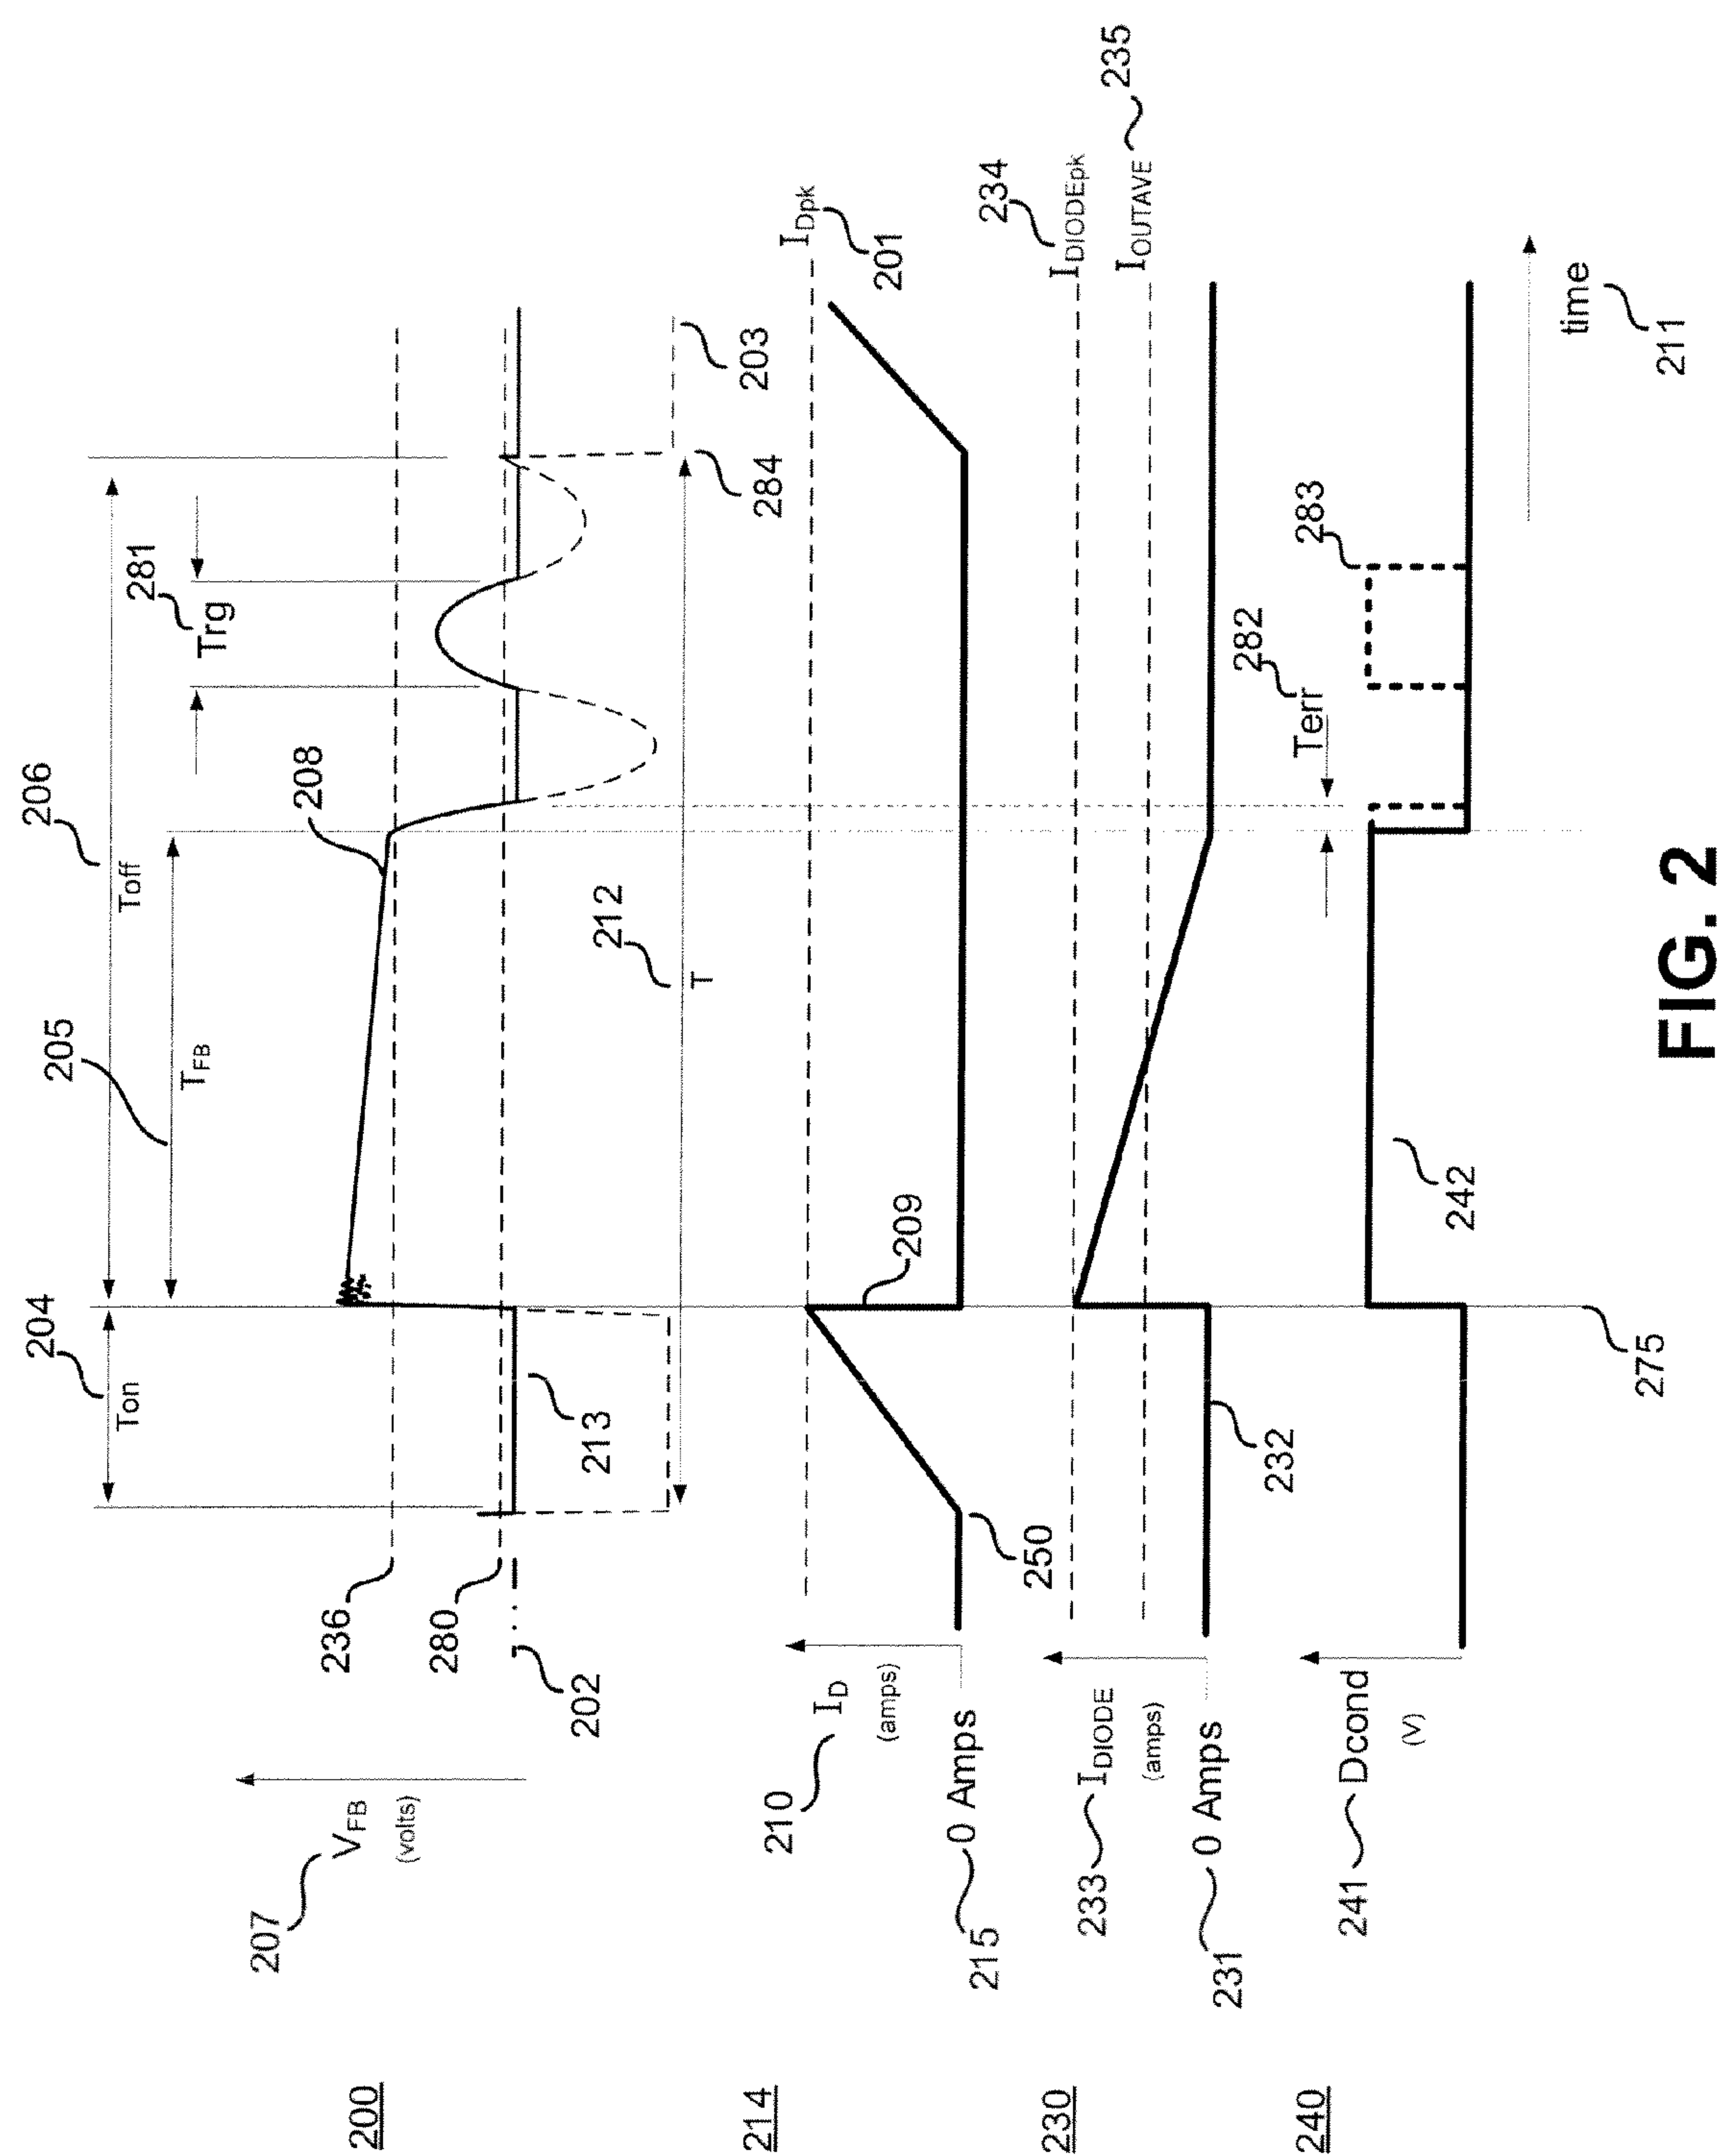 204
206
Ton
Toff
205
281
TFB
Trg
208
207
VFB
(volts)
236
280
202
213
212
T
284
203
200
210
ID
(amps)
209
IDpk
201
215
0 Amps
250
214
233
IDIODE
(amps)
234
IDIODEpk
IOUTAVE
235
231
0 Amps
232
282
Terr
283
230
241
Dcond
(V)
242
240
time
211
275
FIG. 2